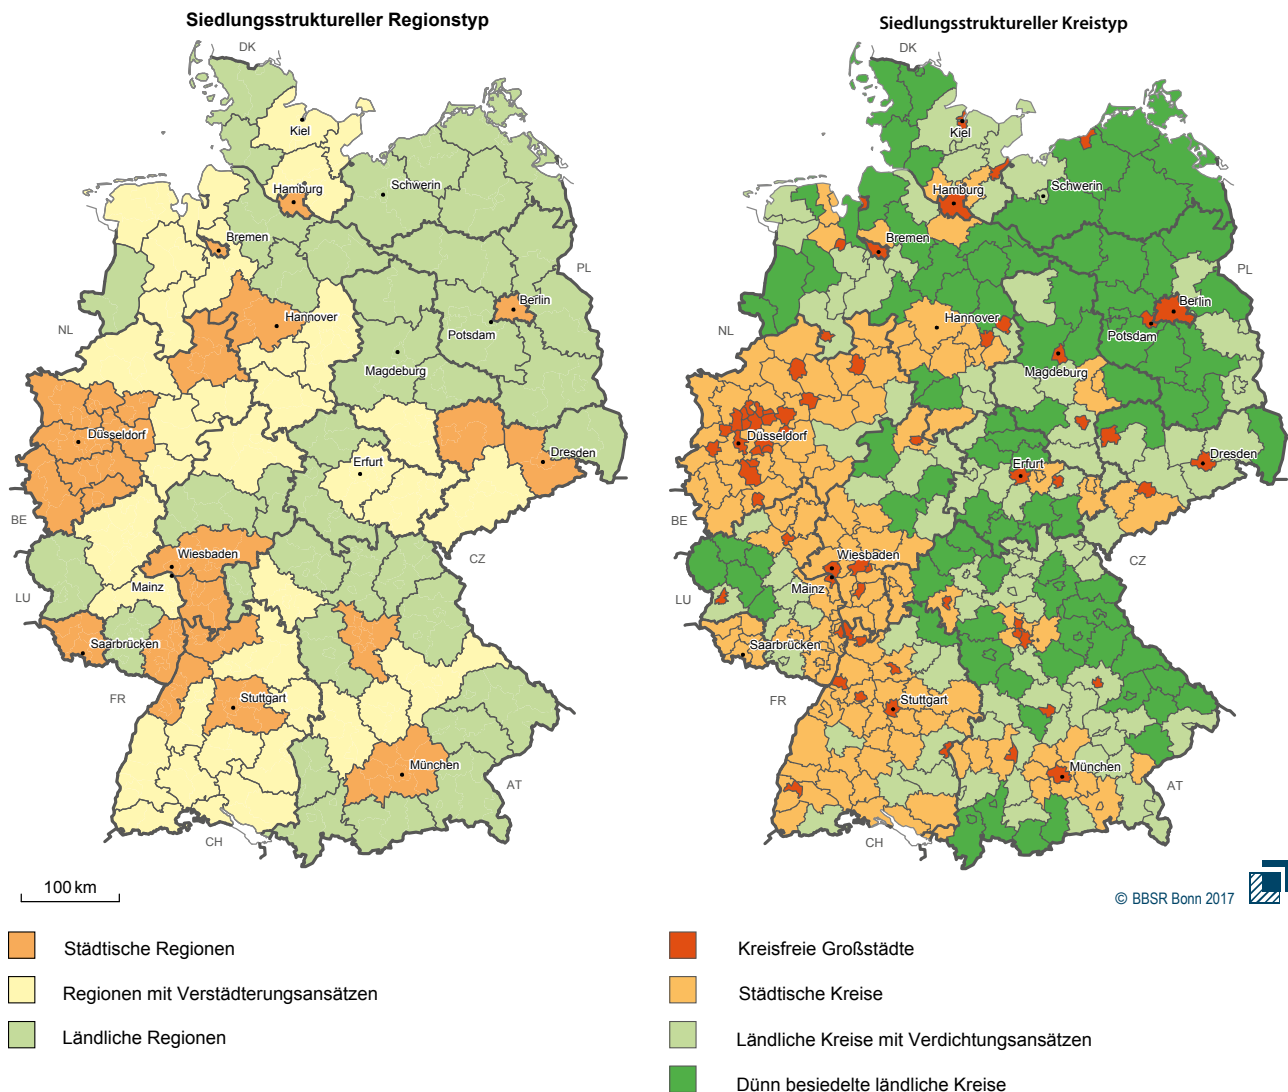 Siedlungsstruktureller Regionstyp
DK
Kiel
Hamburg
Schwerin
Bremen
PL
Berlin
Hannover
NL
Potsdam
Magdeburg
Düsseldorf
Dresden
Erfurt
BE
Wiesbaden
CZ
Mainz
LU
Saarbrücken
FR
Stuttgart
München
AT
CH
100 km
Städtische Regionen
Regionen mit Verstädterungsansätzen
Ländliche Regionen
Siedlungsstruktureller Kreistyp
DK
Kiel
Schwerin
Hamburg
Bremen
PL
Berlin
Hannover
NL
Potsdam
Magdeburg
Düsseldorf
Dresden
Erfurt
BE
Wiesbaden
CZ
Mainz
LU
Saarbrücken
FR
Stuttgart
München
AT
CH
© BBSR Bonn 2017
Kreisfreie Großstädte
Städtische Kreise
Ländliche Kreise mit Verdichtungsansätzen
Dünn besiedelte ländliche Kreise